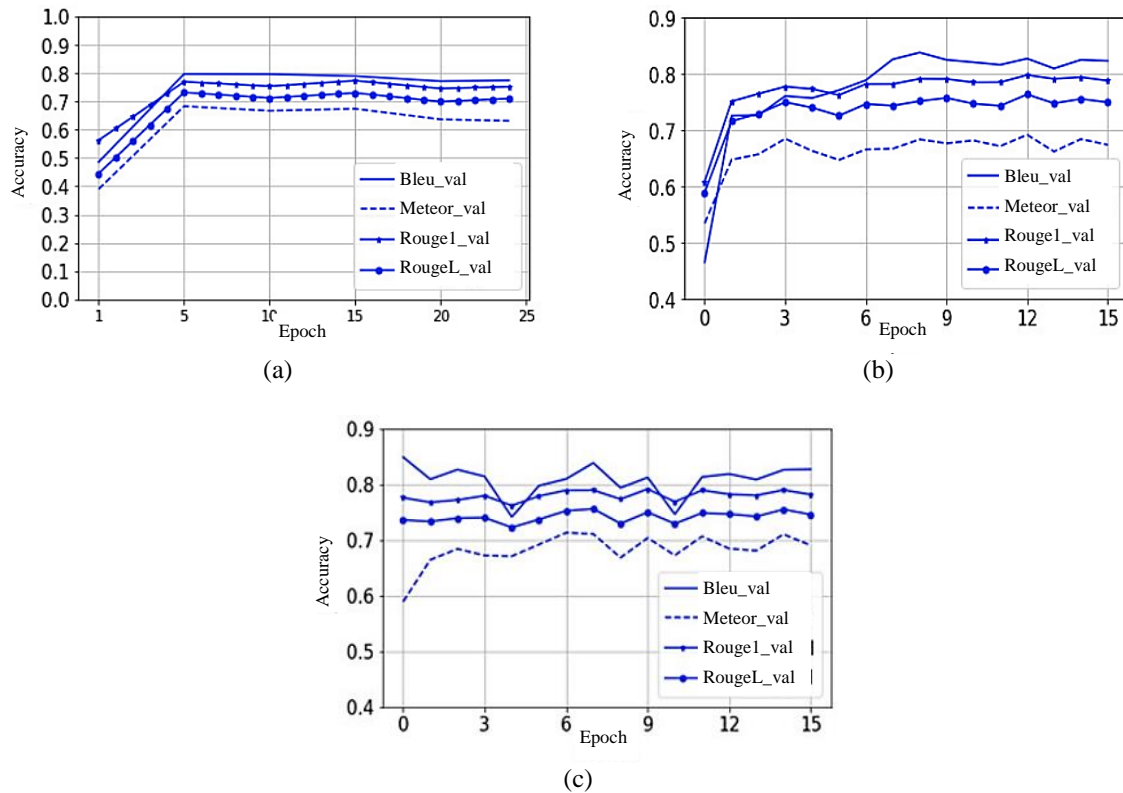 1.0
0.9
0.8
0.7
0.6
0.5
0.4
0.3
0.2
0.1
0.0
Accuracy
1 5 10 15 20 25
Epoch
Bleu_val
Meteor_val
Rouge1_val
RougeL_val
(a)
0.9
0.8
0.7
0.6
0.5
0.4
Accuracy
0 3 6 9 12 15
Epoch
Bleu_val
Meteor_val
Rouge1_val
RougeL_val
(b)
0.9
0.8
0.7
0.6
0.5
0.4
Accuracy
0 3 6 9 12 15
Epoch
Bleu_val
Meteor_val
Rouge1_val
RougeL_val
(c)